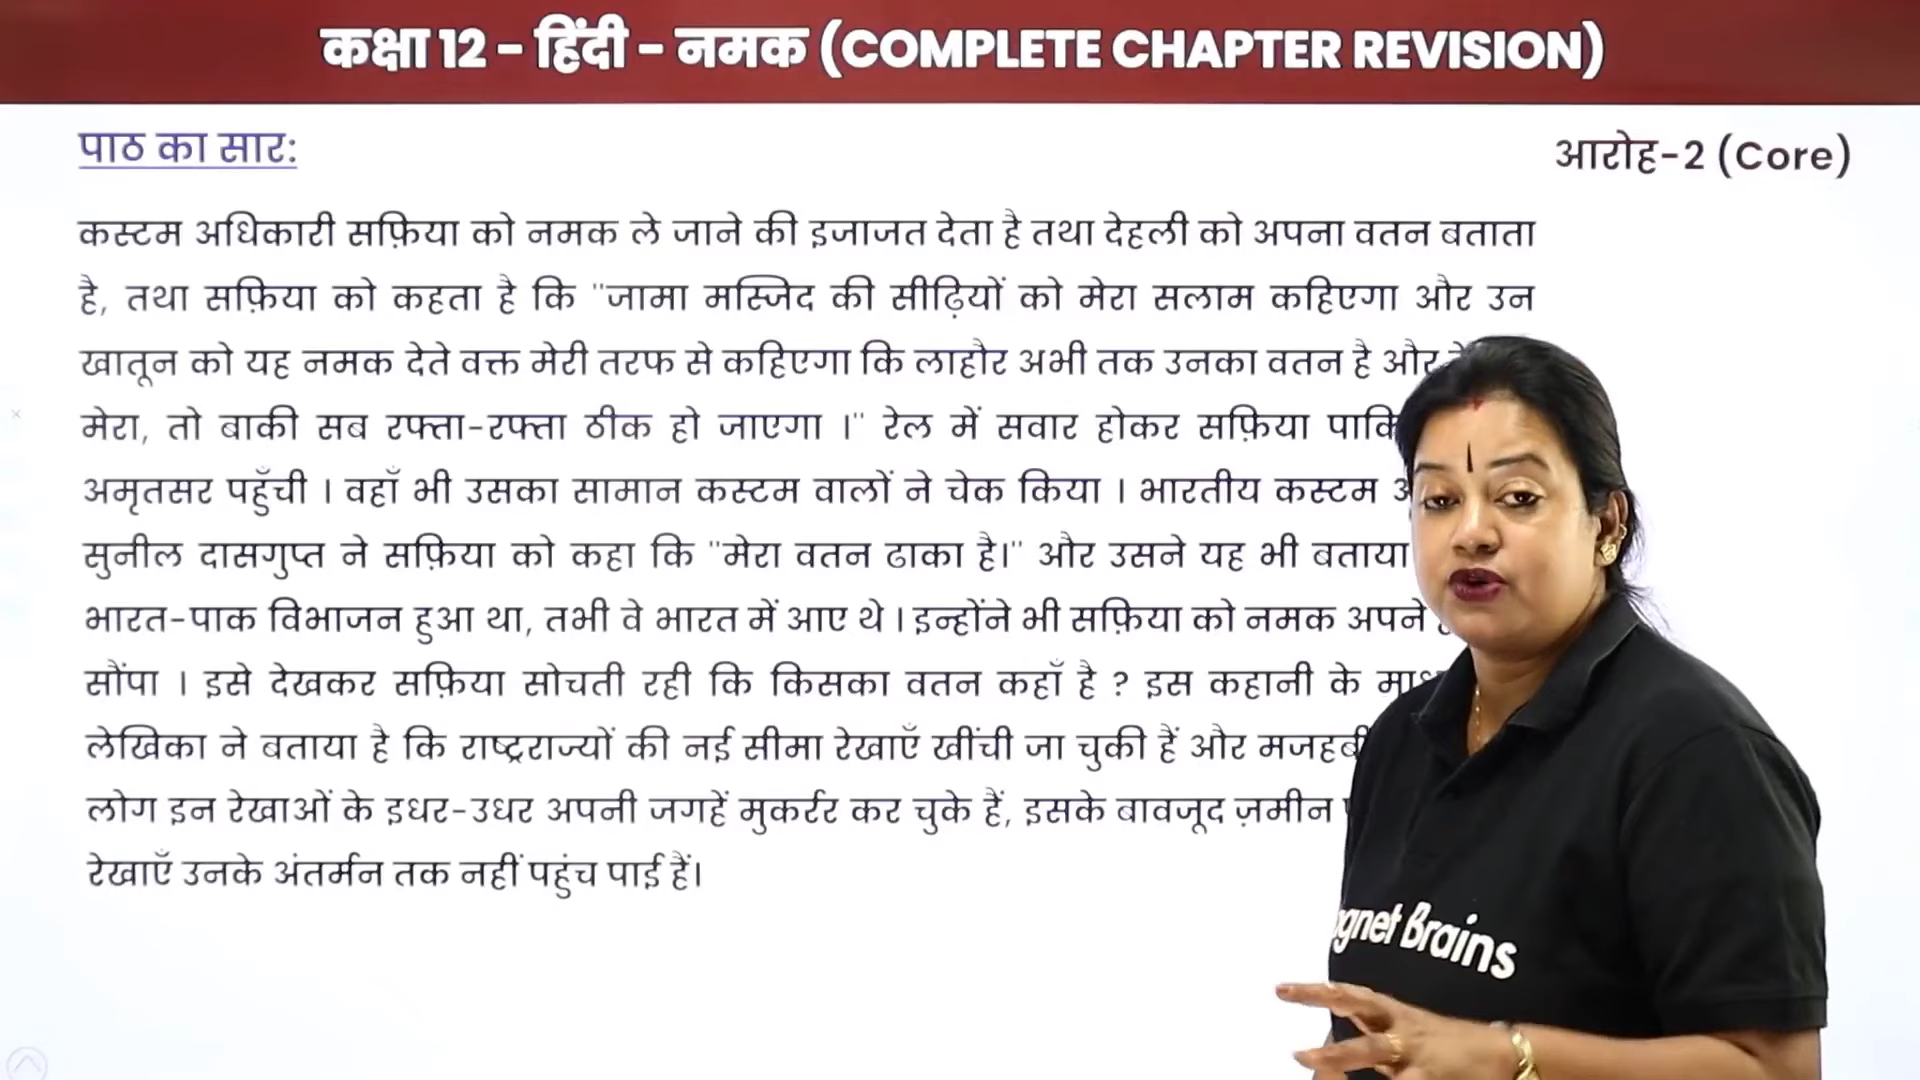 कक्षा 12 - हिंदी - नमक (COMPLETE CHAPTER REVISION)
पाठ का सार:
आरोह-2 (Core)
कस्टम अधिकारी सफ़िया को नमक ले जाने की इजाजत देता है तथा देहली को अपना वतन बताता
है, तथा सफ़िया को कहता है कि "जामा मस्जिद की सीढ़ियों को मेरा सलाम कहिएगा और उन
खातून को यह नमक देते वक्त मेरी तरफ से कहिएगा कि लाहौर अभी तक उनका वतन है और
मेरा, तो बाकी सब रफ्ता-रफ्ता ठीक हो जाएगा ।" रेल में सवार होकर सफ़िया
अमृतसर पहुँची । वहाँ भी उसका सामान कस्टम वालों ने चेक किया । भारतीय कस्टम
सुनील दासगुप्त ने सफ़िया को कहा कि "मेरा वतन ढाका है।" और उसने यह भी बताया
भारत-पाक विभाजन हुआ था, तभी वे भारत में आए थे । इन्होंने भी सफ़िया को नमक अपने
सौंपा । इसे देखकर सफ़िया सोचती रही कि किसका वतन कहाँ है ? इस कहानी के
लेखिका ने बताया है कि राष्ट्रराज्यों की नई सीमा रेखाएँ खींची जा चुकी हैं और
लोग इन रेखाओं के इधर-उधर अपनी जगहें मुकर्रर कर चुके हैं, इसके बावजूद ज़मीन
रेखाएँ उनके अंतर्मन तक नहीं पहुंच पाई हैं।
Brains